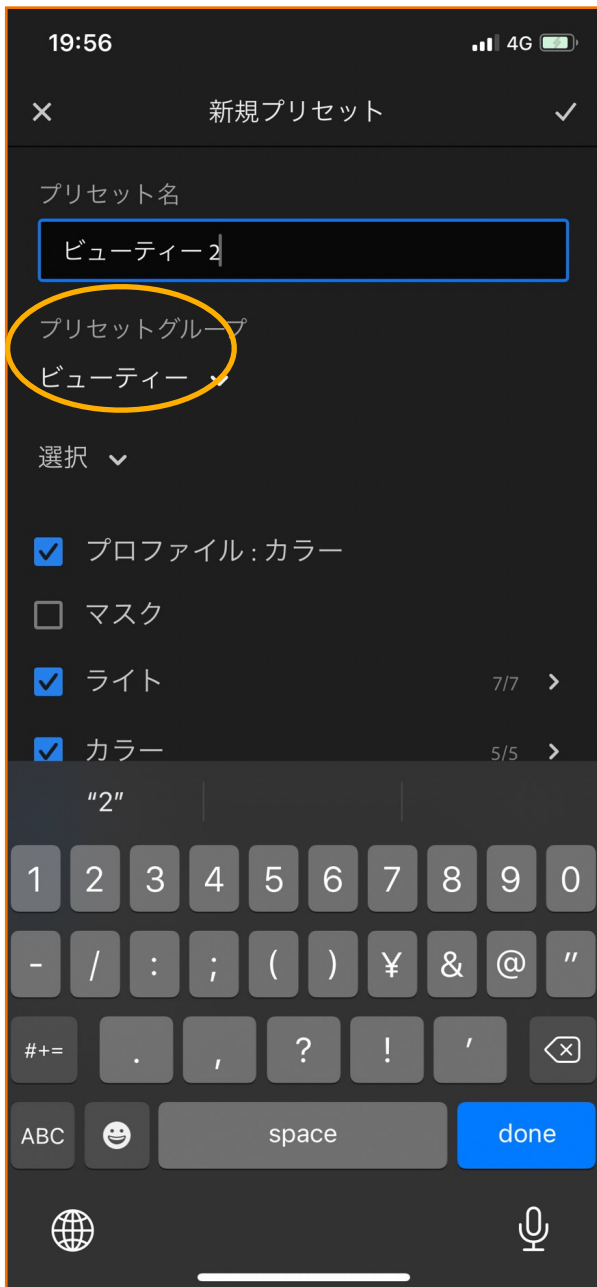 19:56 4G
新規プリセット
プリセット名
ビューティー 2
プリセットグループ
ビューティー
選択
プロファイル : カラー
マスク
ライト 7/7
カラー 5/5
“2”
1 2 3 4 5 6 7 8 9 0
- / : ; ( ) ¥ & @ "
#+= . , ? ! '
ABC space done